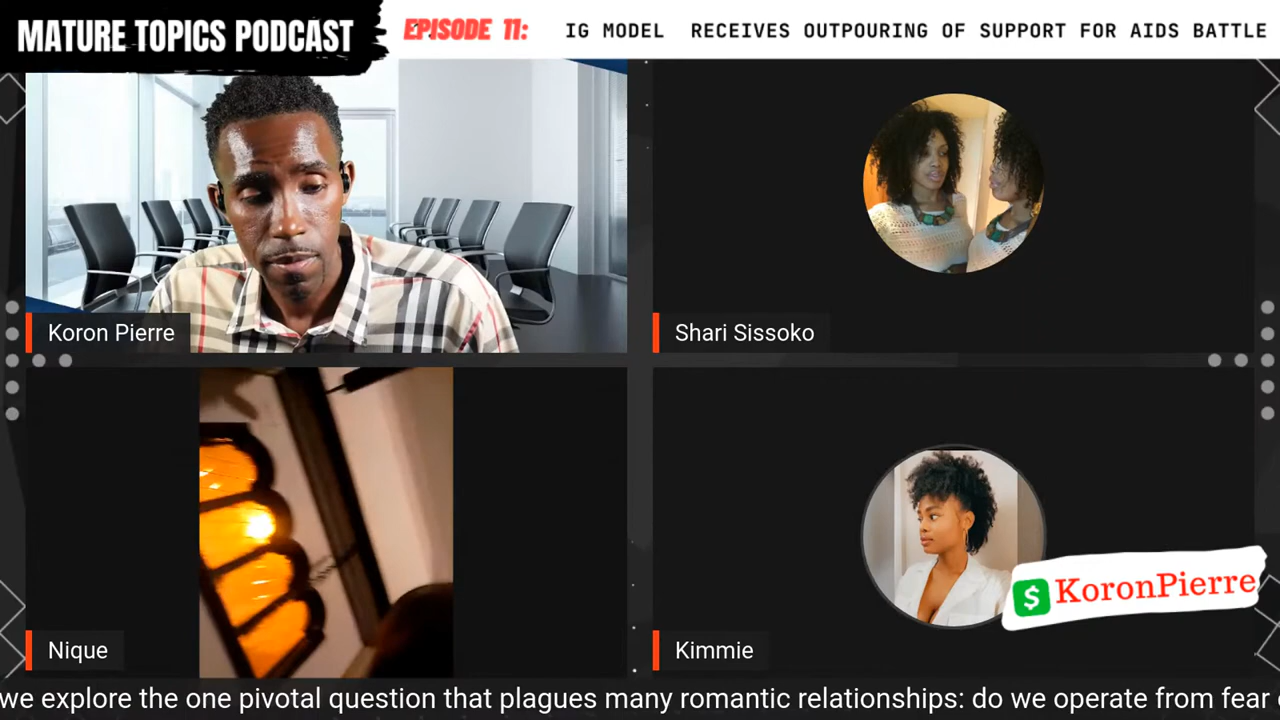 MATURE TOPICS PODCAST
EPISODE 11:
IG MODEL RECEIVES OUTPOURING OF SUPPORT FOR AIDS BATTLE
Koron Pierre
Shari Sissoko
Nique
Kimmie
$ KoronPierre
we explore the one pivotal question that plagues many romantic relationships: do we operate from fear